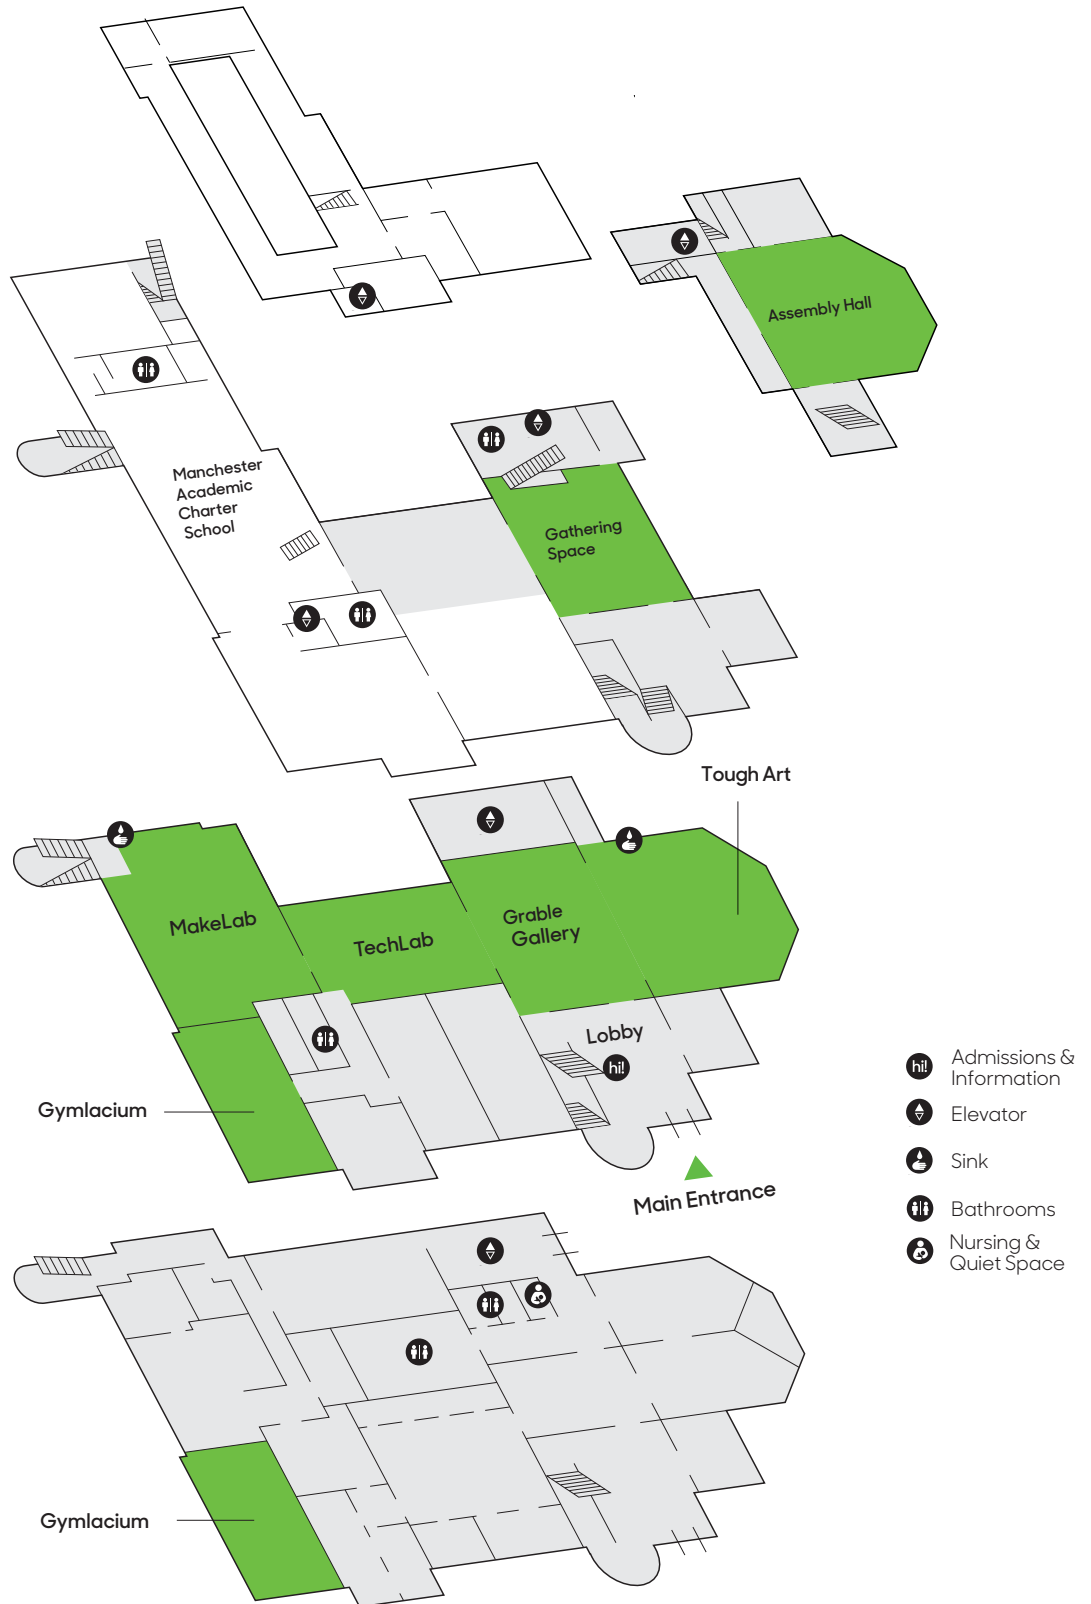 Assembly Hall
Manchester
Academic
Charter
School
Gathering
Space
Tough Art
MakeLab
TechLab
Grable
Gallery
Lobby
hi!
Gymlacium
Main Entrance
hi! Admissions &
Information
Elevator
Sink
Bathrooms
Nursing &
Quiet Space
Gymlacium